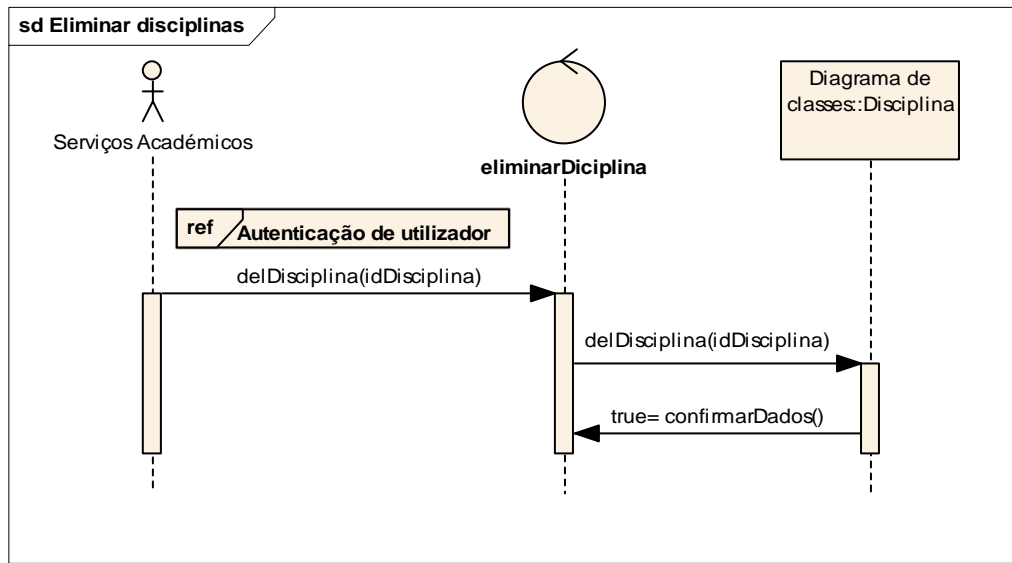 sd Eliminar disciplinas
Serviços Académicos
eliminarDiciplina
Diagrama de
classes::Disciplina
ref
Autenticação de utilizador
delDisciplina(idDisciplina)
delDisciplina(idDisciplina)
true= confirmarDados()